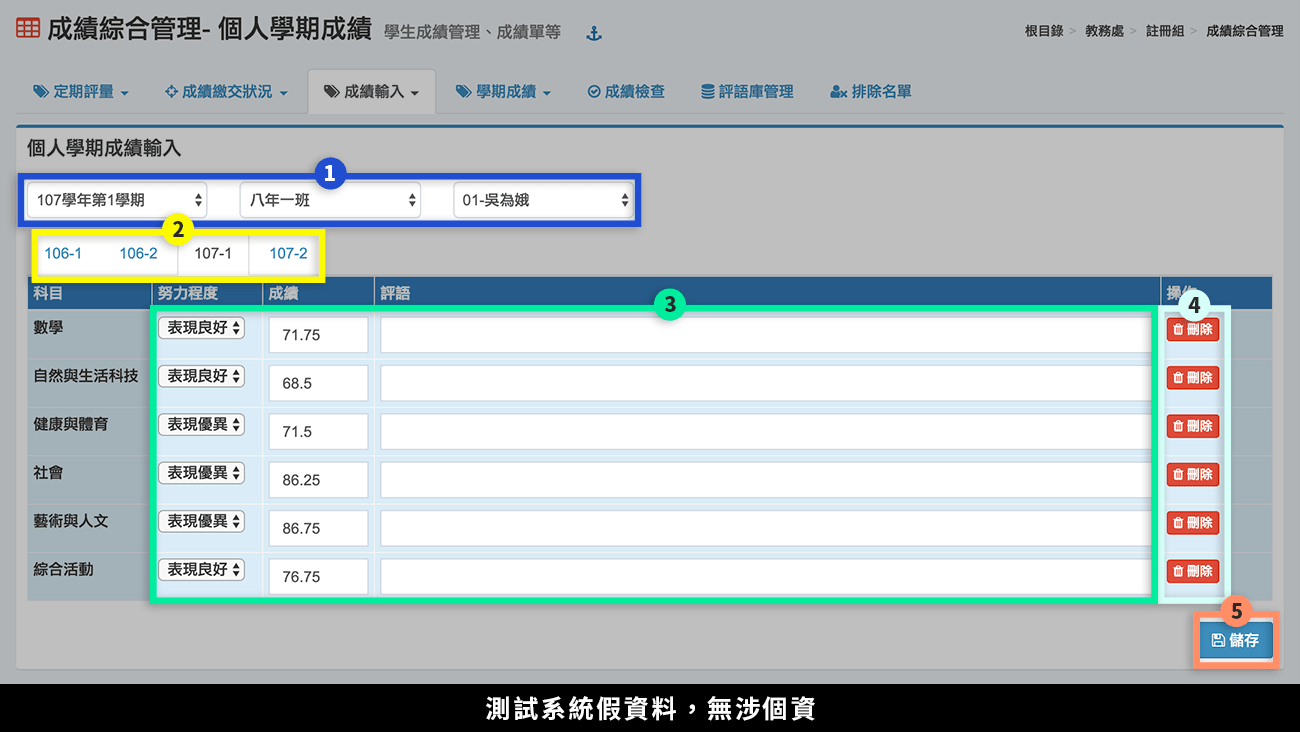 成績綜合管理- 個人學期成績 學生成績管理、成績單等 根目錄 > 教務處 > 註冊組 > 成績綜合管理
定期評量 成績繳交狀況 成績輸入 學期成績 成績檢查 評語庫管理 排除名單
個人學期成績輸入
1
107學年第1學期 八年一班 01-吳為娥
2
106-1 106-2 107-1 107-2
科目 努力程度 成績 評語 操作
3 4
數學 表現良好 71.75 刪除
自然與生活科技 表現良好 68.5 刪除
健康與體育 表現優異 71.5 刪除
社會 表現優異 86.25 刪除
藝術與人文 表現優異 86.75 刪除
綜合活動 表現良好 76.75 刪除
5
儲存
測試系統假資料，無涉個資